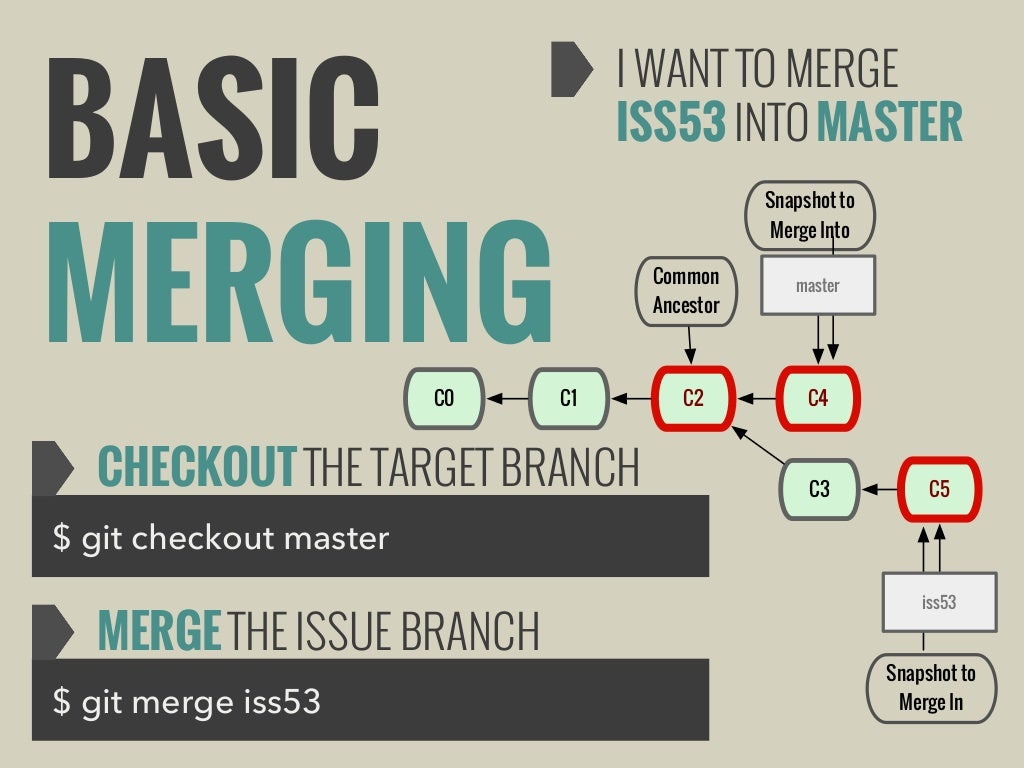 BASIC
MERGING
I WANT TO MERGE
ISS53 INTO MASTER
Snapshot to
Merge Into
master
Common
Ancestor
C0
C1
C2
C4
C3
C5
iss53
Snapshot to
Merge In
CHECKOUT THE TARGET BRANCH
$ git checkout master
MERGE THE ISSUE BRANCH
$ git merge iss53